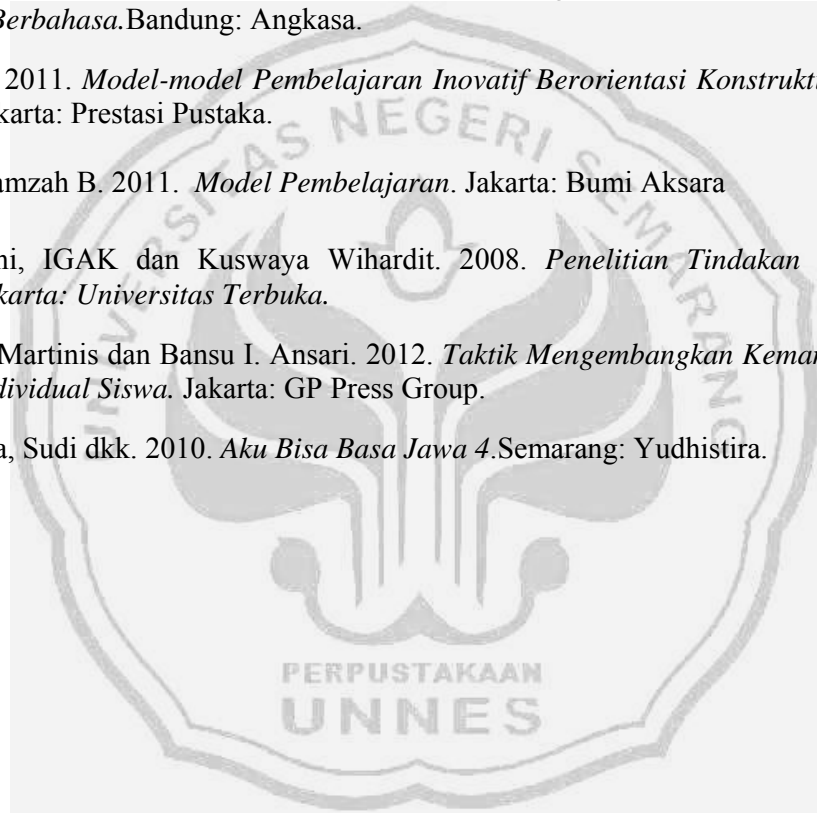 Berbahasa.Bandung: Angkasa.
2011. Model-model Pembelajaran Inovatif Berorientasi Konstrukti
karta: Prestasi Pustaka.
amzah B. 2011. Model Pembelajaran. Jakarta: Bumi Aksara
ni, IGAK dan Kuswaya Wihardit. 2008. Penelitian Tindakan
karta: Universitas Terbuka.
Martinis dan Bansu I. Ansari. 2012. Taktik Mengembangkan Kemar
dividual Siswa. Jakarta: GP Press Group.
a, Sudi dkk. 2010. Aku Bisa Basa Jawa 4.Semarang: Yudhistira.
UNIVERSITAS NEGERI SEMARANG
PERPUSTAKAAN
UNNES